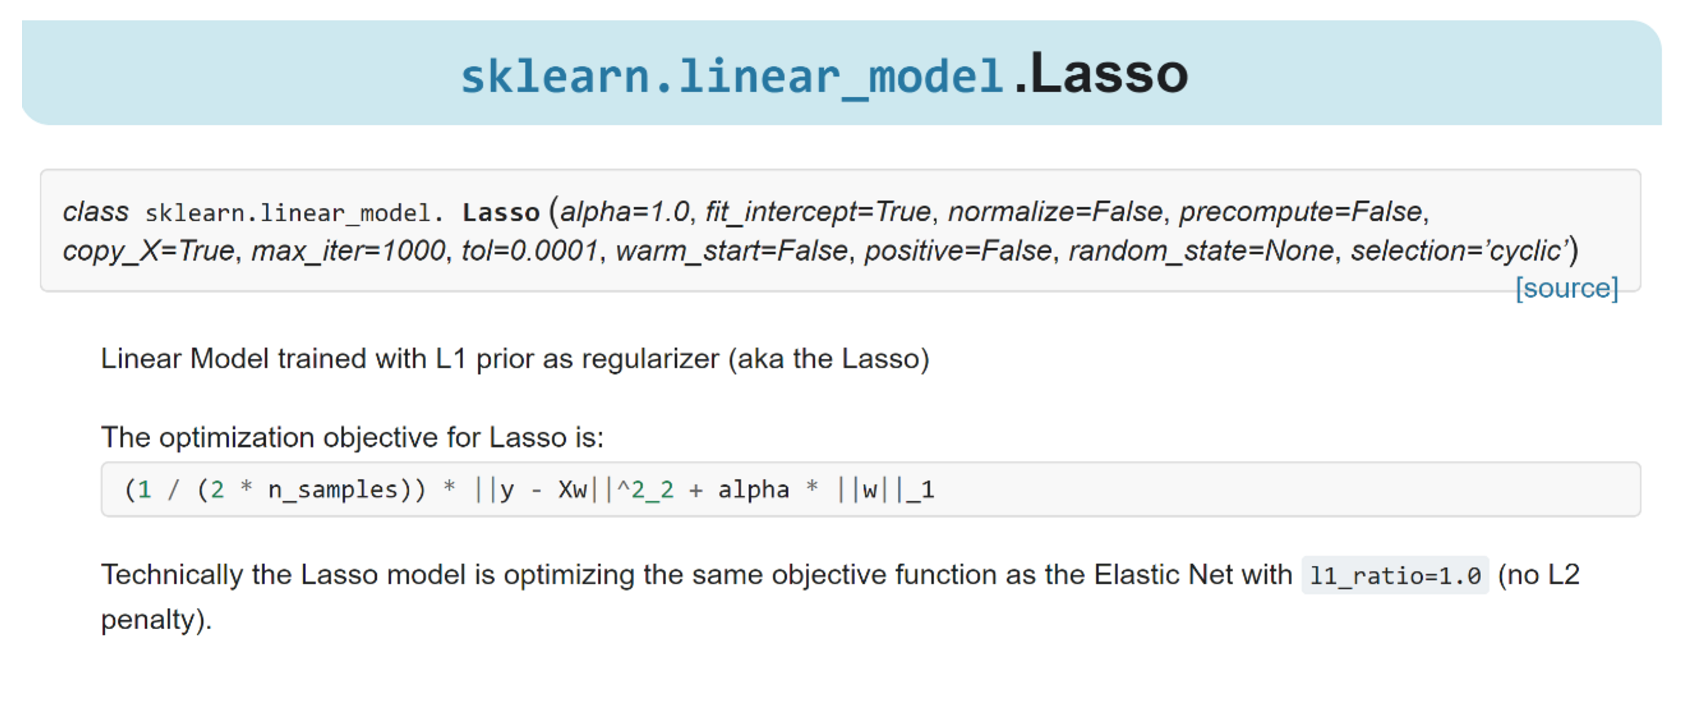 sklearn.linear_model.Lasso
class sklearn.linear_model. Lasso (alpha=1.0, fit_intercept=True, normalize=False, precompute=False,
copy_X=True, max_iter=1000, tol=0.0001, warm_start=False, positive=False, random_state=None, selection='cyclic')
[source]
Linear Model trained with L1 prior as regularizer (aka the Lasso)
The optimization objective for Lasso is:
(1 / (2 * n_samples)) * ||y - Xw||^2_2 + alpha * ||w||_1
Technically the Lasso model is optimizing the same objective function as the Elastic Net with l1_ratio=1.0 (no L2
penalty).